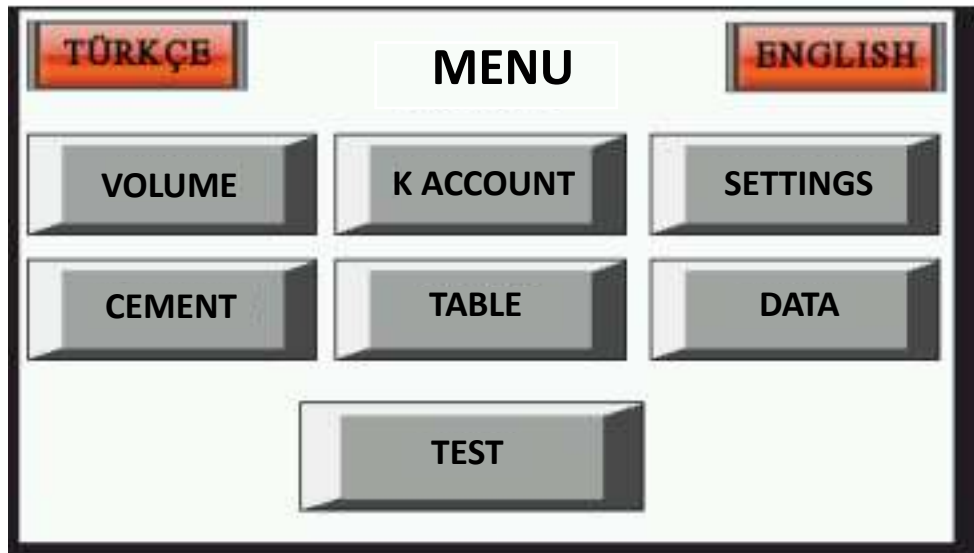 TÜRKÇE MENU ENGLISH
VOLUME K ACCOUNT SETTINGS
CEMENT TABLE DATA
TEST